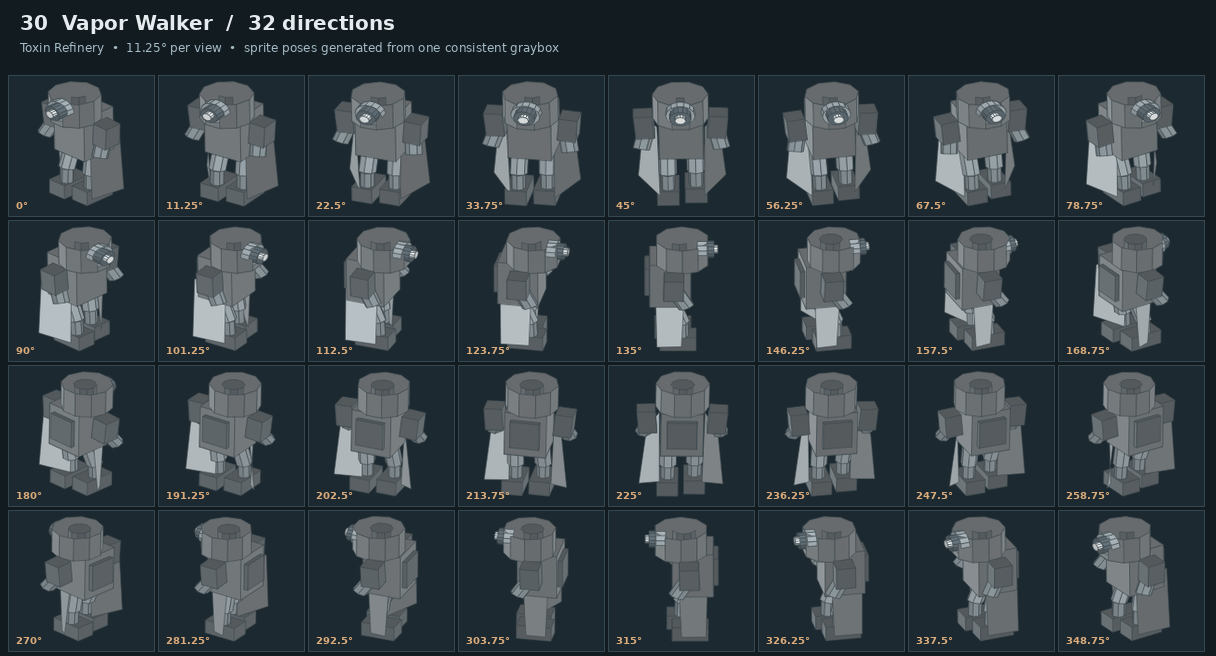 30 Vapor Walker / 32 directions
Toxin Refinery • 11.25° per view • sprite poses generated from one consistent graybox
0° 11.25° 22.5° 33.75° 45° 56.25° 67.5° 78.75°
90° 101.25° 112.5° 123.75° 135° 146.25° 157.5° 168.75°
180° 191.25° 202.5° 213.75° 225° 236.25° 247.5° 258.75°
270° 281.25° 292.5° 303.75° 315° 326.25° 337.5° 348.75°